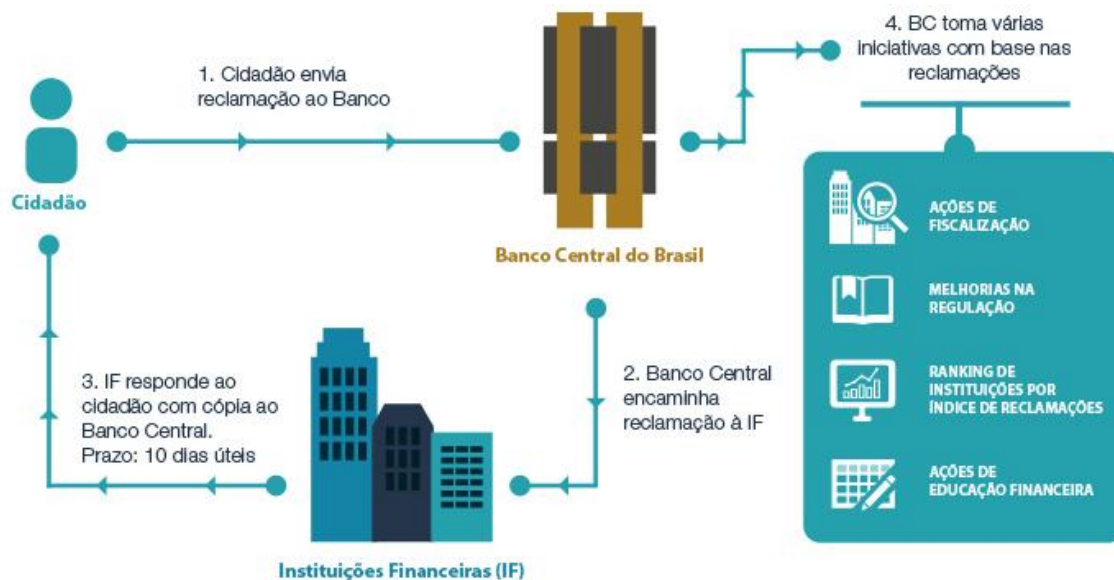 1. Cidadão envia
reclamação ao Banco
Cidadão
Banco Central do Brasil
2. Banco Central
encaminha
reclamação à IF
3. IF responde ao
cidadão com cópia ao
Banco Central.
Prazo: 10 dias úteis
Instituições Financeiras (IF)
4. BC toma várias
iniciativas com base nas
reclamações
AÇÕES DE
FISCALIZAÇÃO
MELHORIAS NA
REGULAÇÃO
RANKING DE
INSTITUIÇÕES POR
ÍNDICE DE RECLAMAÇÕES
AÇÕES DE
EDUCAÇÃO FINANCEIRA